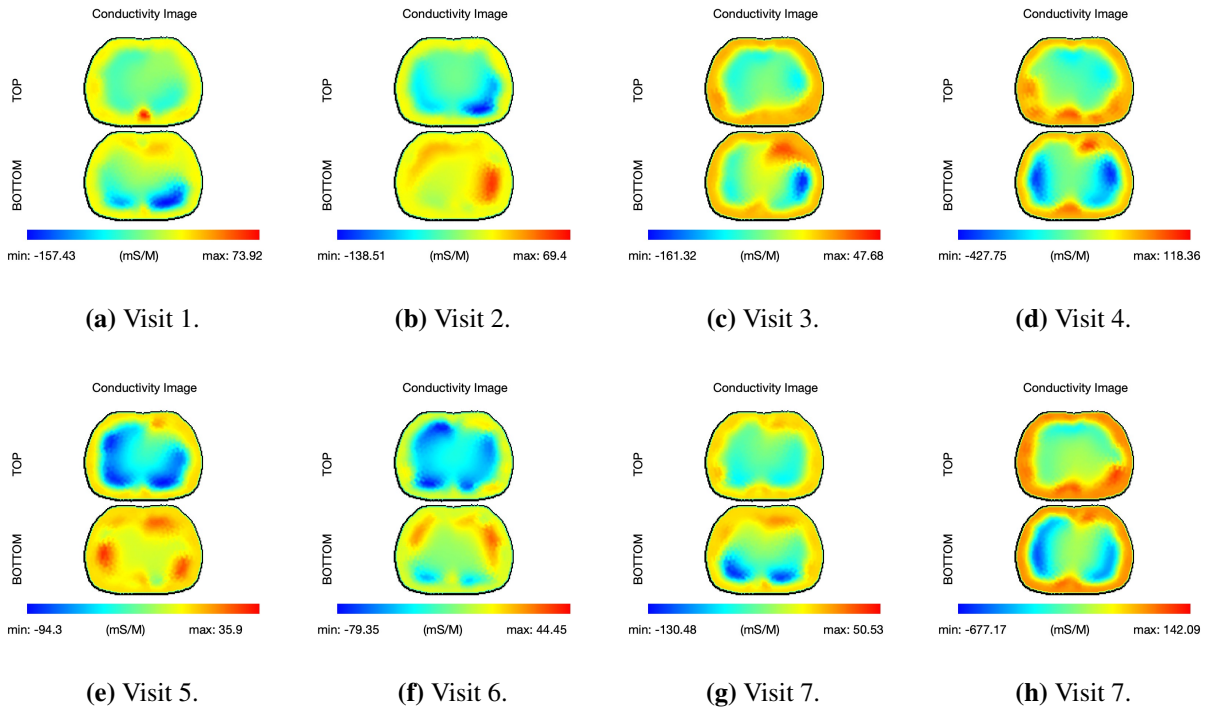 Conductivity Image
TOP
BOTTOM
min: -157.43 (mS/M) max: 73.92
(a) Visit 1.
Conductivity Image
TOP
BOTTOM
min: -138.51 (mS/M) max: 69.4
(b) Visit 2.
Conductivity Image
TOP
BOTTOM
min: -161.32 (mS/M) max: 47.68
(c) Visit 3.
Conductivity Image
TOP
BOTTOM
min: -427.75 (mS/M) max: 118.36
(d) Visit 4.
Conductivity Image
TOP
BOTTOM
min: -94.3 (mS/M) max: 35.9
(e) Visit 5.
Conductivity Image
TOP
BOTTOM
min: -79.35 (mS/M) max: 44.45
(f) Visit 6.
Conductivity Image
TOP
BOTTOM
min: -130.48 (mS/M) max: 50.53
(g) Visit 7.
Conductivity Image
TOP
BOTTOM
min: -677.17 (mS/M) max: 142.09
(h) Visit 7.